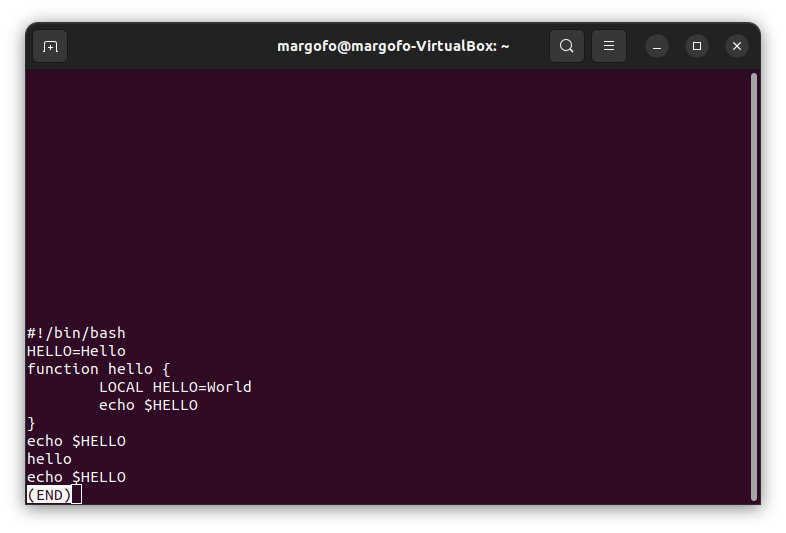 margofo@margofo-VirtualBox: ~
#!/bin/bash
HELLO=Hello
function hello {
        LOCAL HELLO=World
        echo $HELLO
}
echo $HELLO
hello
echo $HELLO
(END)